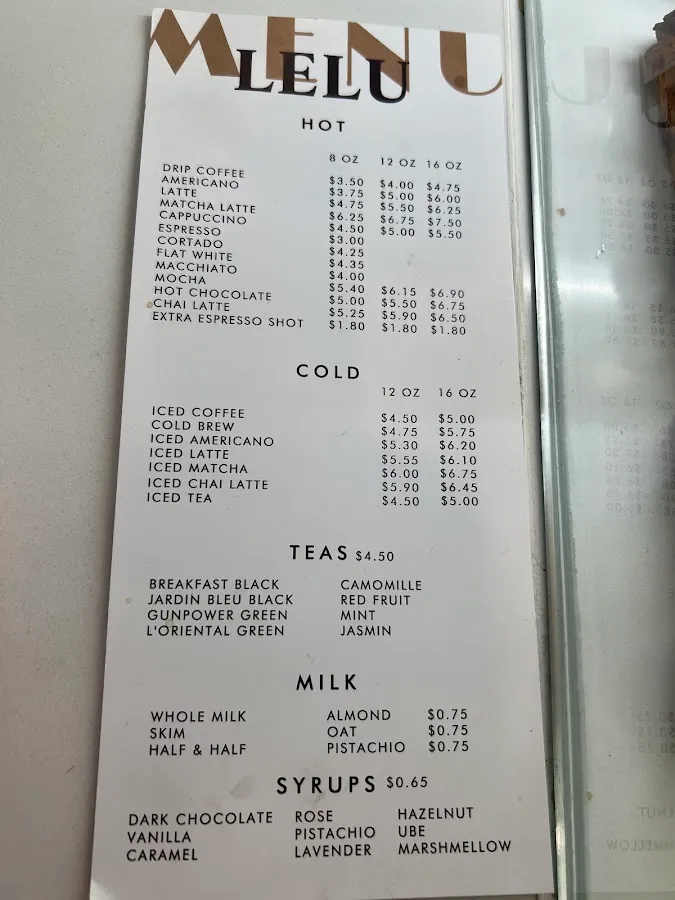 MENU
LELU
HOT
8 OZ 12 OZ 16 OZ
DRIP COFFEE $3.50 $4.00 $4.75
AMERICANO $3.75 $5.00 $6.00
LATTE $4.75 $5.50 $6.25
MATCHA LATTE $6.25 $6.75 $7.50
CAPPUCCINO $4.50 $5.00 $5.50
ESPRESSO $3.00
CORTADO $4.25
FLAT WHITE $4.35
MACCHIATO $4.00
MOCHA $5.40 $6.15 $6.90
HOT CHOCOLATE $5.00 $5.50 $6.75
CHAI LATTE $5.25 $5.90 $6.50
EXTRA ESPRESSO SHOT $1.80 $1.80 $1.80
COLD
12 OZ 16 OZ
ICED COFFEE $4.50 $5.00
COLD BREW $4.75 $5.75
ICED AMERICANO $5.30 $6.20
ICED LATTE $5.55 $6.10
ICED MATCHA $6.00 $6.75
ICED CHAI LATTE $5.90 $6.45
ICED TEA $4.50 $5.00
TEAS $4.50
BREAKFAST BLACK CAMOMILLE
JARDIN BLEU BLACK RED FRUIT
GUNPOWER GREEN MINT
L'ORIENTAL GREEN JASMIN
MILK
WHOLE MILK ALMOND $0.75
SKIM OAT $0.75
HALF & HALF PISTACHIO $0.75
SYRUPS $0.65
DARK CHOCOLATE ROSE HAZELNUT
VANILLA PISTACHIO UBE
CARAMEL LAVENDER MARSHMELLOW